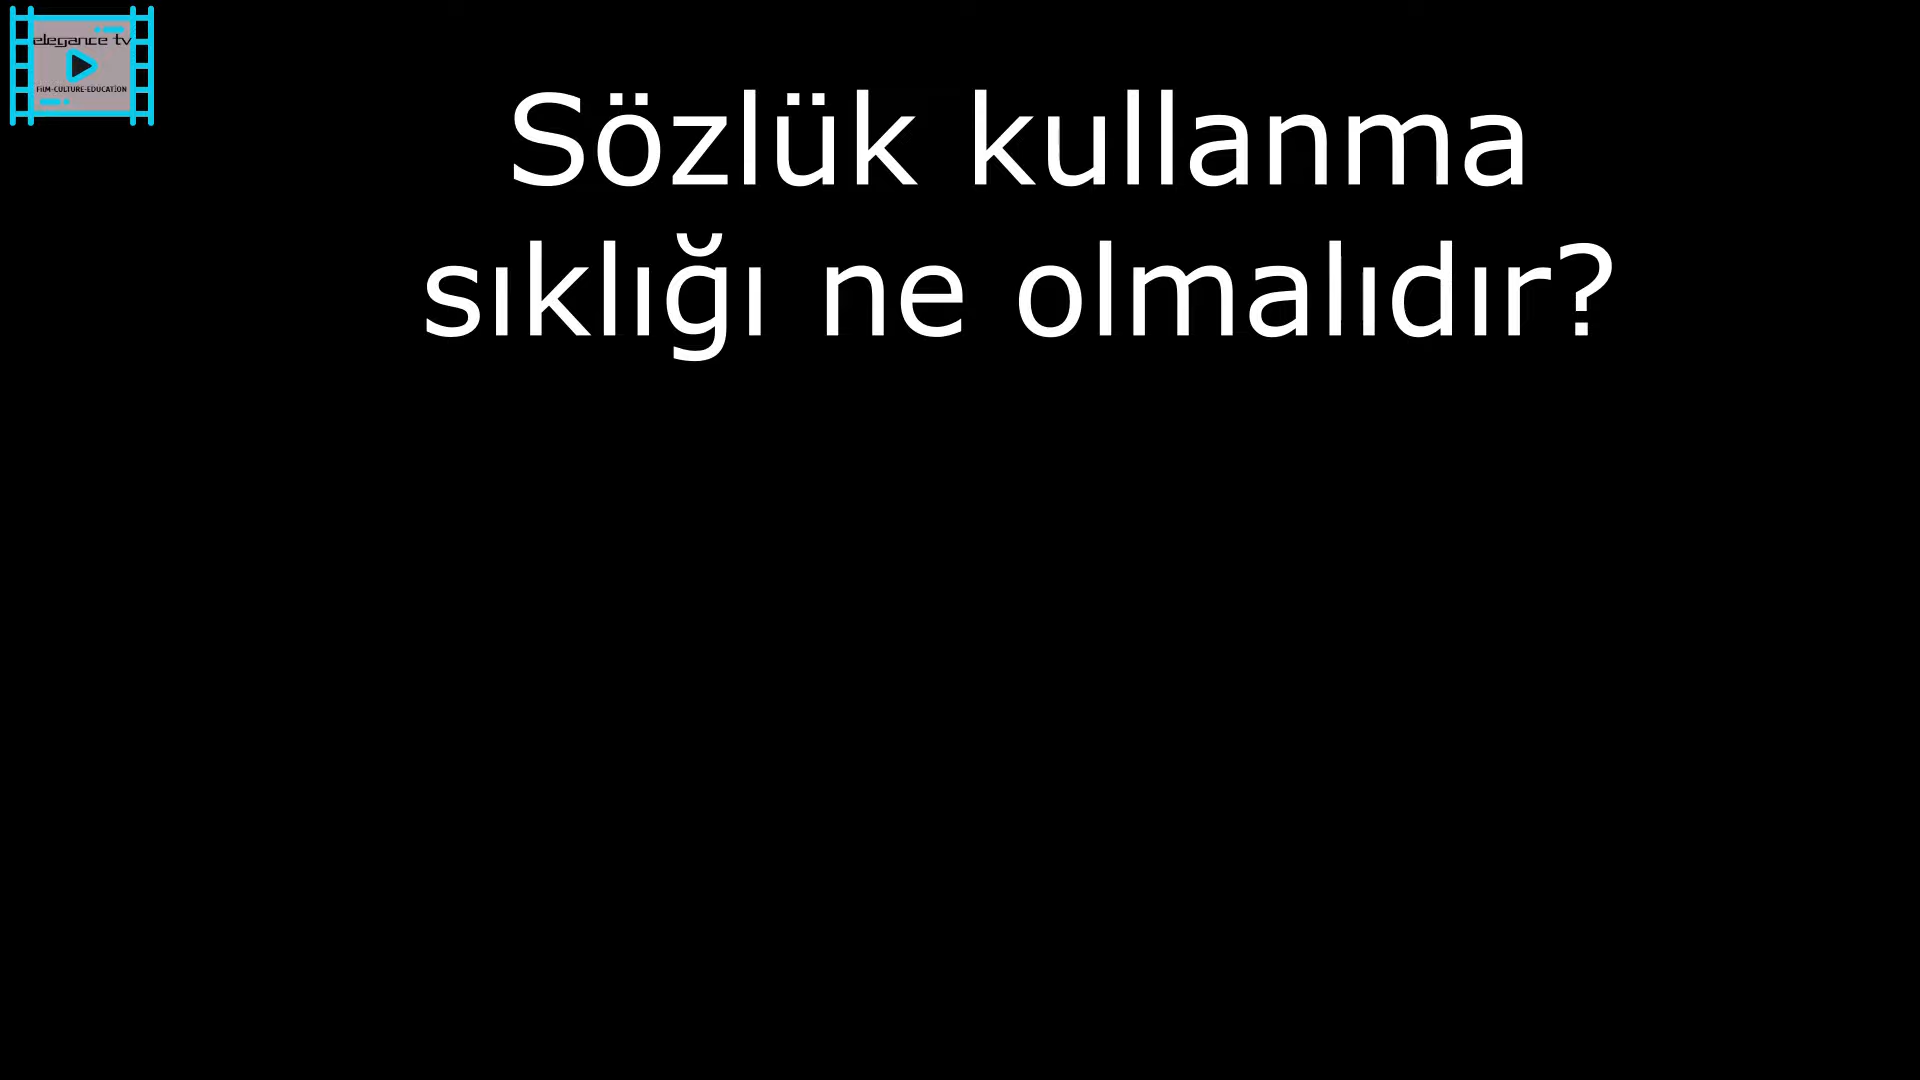 elegance tv
FILM-CULTURE-EDUCATION
Sözlük kullanma
sıklığı ne olmalıdır?